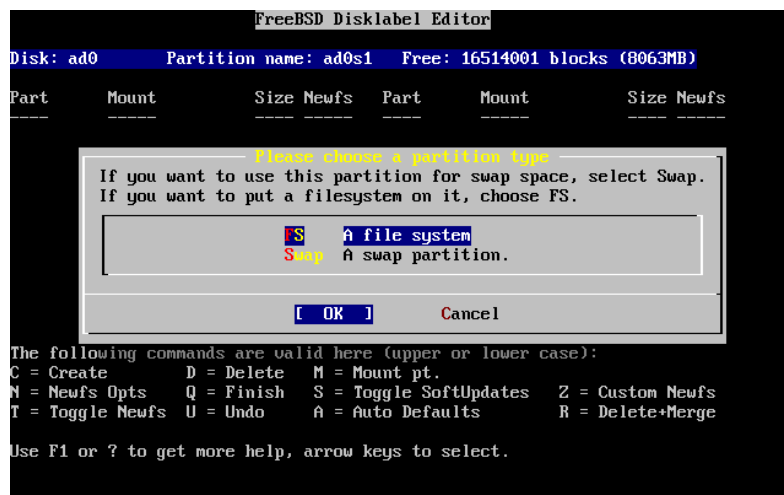 FreeBSD Disklabel Editor
Disk: ad0 Partition name: ad0s1 Free: 16514001 blocks (8063MB)
Part Mount Size Newfs Part Mount Size Newfs
---- ----- ---- ----- ---- ----- ---- -----
Please choose a partition type
If you want to use this partition for swap space, select Swap.
If you want to put a filesystem on it, choose FS.
FS A file system
Swap A swap partition.
[ OK ] Cancel
The following commands are valid here (upper or lower case):
C = Create D = Delete M = Mount pt.
N = Newfs Opts Q = Finish S = Toggle SoftUpdates Z = Custom Newfs
T = Toggle Newfs U = Undo A = Auto Defaults R = Delete+Merge
Use F1 or ? to get more help, arrow keys to select.